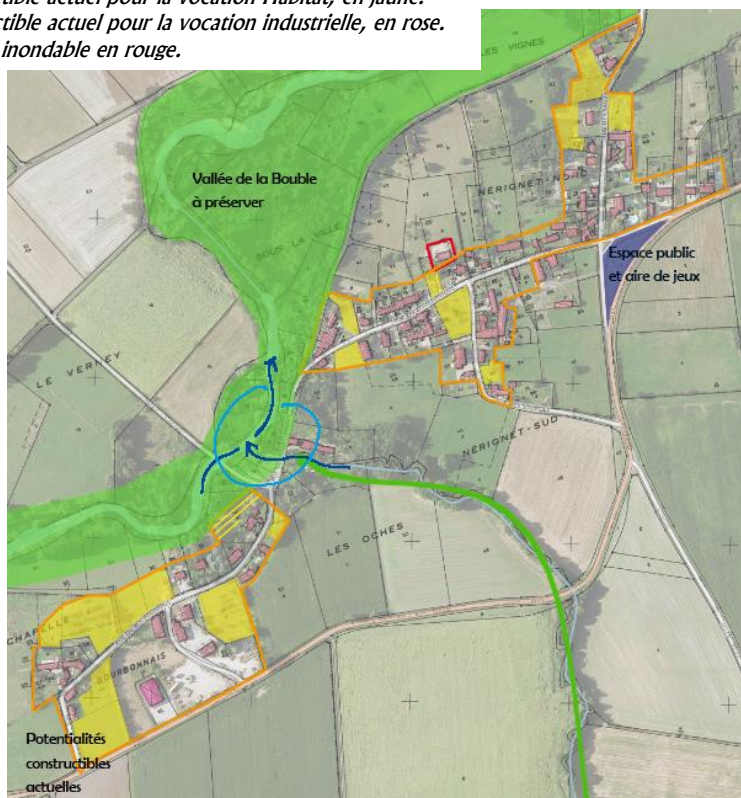 tible actuel pour la vocation Habitat, en jaune.
ctible actuel pour la vocation industrielle, en rose.
inondable en rouge.
LES VIGNES
Vallée de la Bouble
à préserver
NERIGNET-NORD
SOUS LA VILLE
Espace public
et aire de jeux
LE VERNEY
NERIGNET-SUD
LES OCHES
CHAPELLE
BOURBONNAIS
Potentialités
constructibles
actuelles